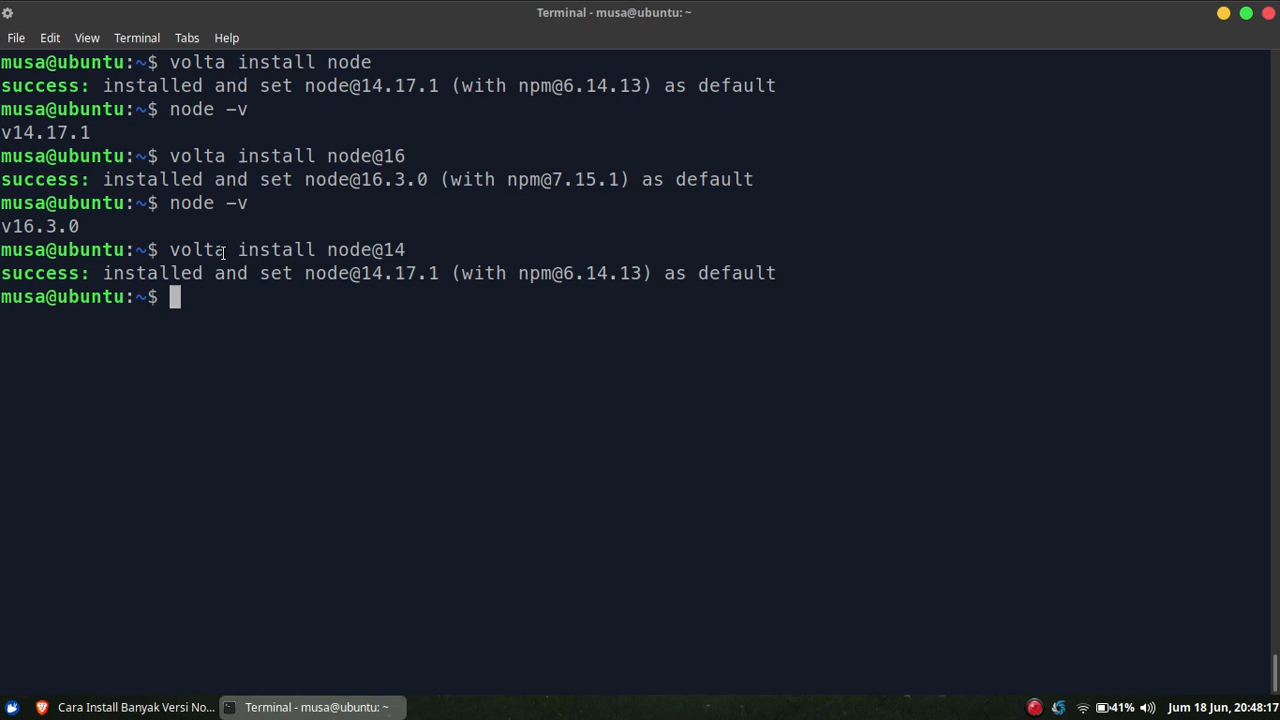 Terminal - musa@ubuntu: ~
File Edit View Terminal Tabs Help
musa@ubuntu:~$ volta install node
success: installed and set node@14.17.1 (with npm@6.14.13) as default
musa@ubuntu:~$ node -v
v14.17.1
musa@ubuntu:~$ volta install node@16
success: installed and set node@16.3.0 (with npm@7.15.1) as default
musa@ubuntu:~$ node -v
v16.3.0
musa@ubuntu:~$ volta install node@14
success: installed and set node@14.17.1 (with npm@6.14.13) as default
musa@ubuntu:~$
Cara Install Banyak Versi No... Terminal - musa@ubuntu: ~ 41% Jum 18 Jun, 20:48:17